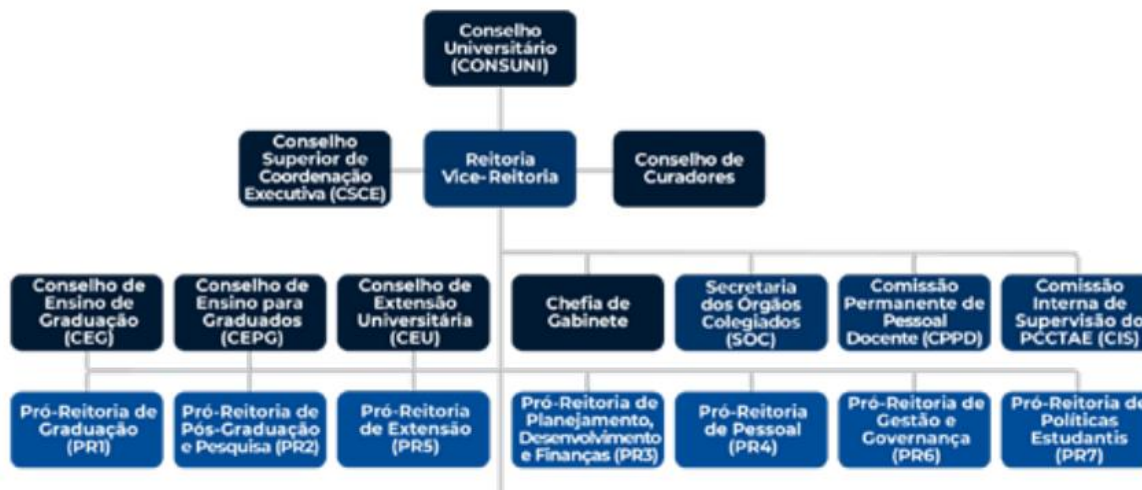 Conselho
Universitário
(CONSUNI)
Conselho
Superior de
Coordenação
Executiva (CSCE)
Reitoria
Vice-Reitoria
Conselho de
Curadores
Conselho de
Ensino de
Graduação
(CEG)
Conselho de
Ensino para
Graduados
(CEPG)
Conselho de
Extensão
Universitária
(CEU)
Chefia de
Gabinete
Secretaria
dos Órgãos
Colegiados
(SOC)
Comissão
Permanente de
Pessoal
Docente (CPPD)
Comissão
Interna de
Supervisão do
PCCTAE (CIS)
Pró-Reitoria de
Graduação
(PR1)
Pró-Reitoria de
Pós-Graduação
e Pesquisa (PR2)
Pró-Reitoria
de Extensão
(PR5)
Pró-Reitoria de
Planejamento,
Desenvolvimento
e Finanças (PR3)
Pró-Reitoria
de Pessoal
(PR4)
Pró-Reitoria de
Gestão e
Governança
(PR6)
Pró-Reitoria de
Políticas
Estudantis
(PR7)